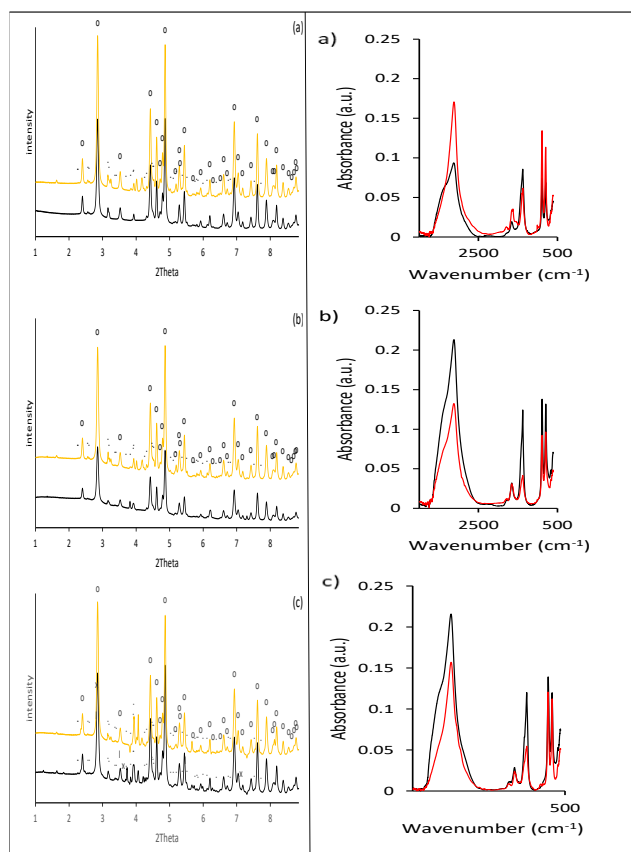 (a)
intensity
1 2 3 4 5 6 7 8
2Theta
(b)
intensity
1 2 3 4 5 6 7 8
2Theta
(c)
intensity
1 2 3 4 5 6 7 8
2Theta
a)
0.25
0.2
0.15
0.1
0.05
0
Absorbance (a.u.)
2500 500
Wavenumber (cm⁻¹)
b)
0.25
0.2
0.15
0.1
0.05
0
Absorbance (a.u.)
2500 500
Wavenumber (cm⁻¹)
c)
0.25
0.2
0.15
0.1
0.05
0
Absorbance (a.u.)
500
Wavenumber (cm⁻¹)